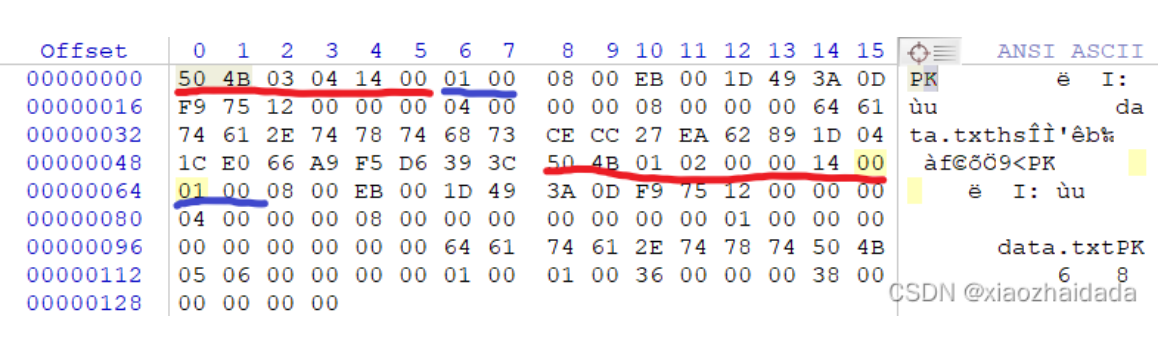 Offset 0 1 2 3 4 5 6 7 8 9 10 11 12 13 14 15 ANSI ASCII
00000000 50 4B 03 04 14 00 01 00 08 00 EB 00 1D 49 3A 0D PK ë I:
00000016 F9 75 12 00 00 00 04 00 00 00 08 00 00 00 64 61 ùu da
00000032 74 61 2E 74 78 74 68 73 CE CC 27 EA 62 89 1D 04 ta.txthsÎÌ'êb‰
00000048 1C E0 66 A9 F5 D6 39 3C 50 4B 01 02 00 00 14 00 àf©õÖ9<PK
00000064 01 00 08 00 EB 00 1D 49 3A 0D F9 75 12 00 00 00 ë I: ùu
00000080 04 00 00 00 08 00 00 00 00 00 00 00 01 00 00 00
00000096 00 00 00 00 00 00 64 61 74 61 2E 74 78 74 50 4B data.txtPK
00000112 05 06 00 00 00 00 01 00 01 00 36 00 00 00 38 00 6 8
00000128 00 00 00 00
CSDN @xiaozhaidada